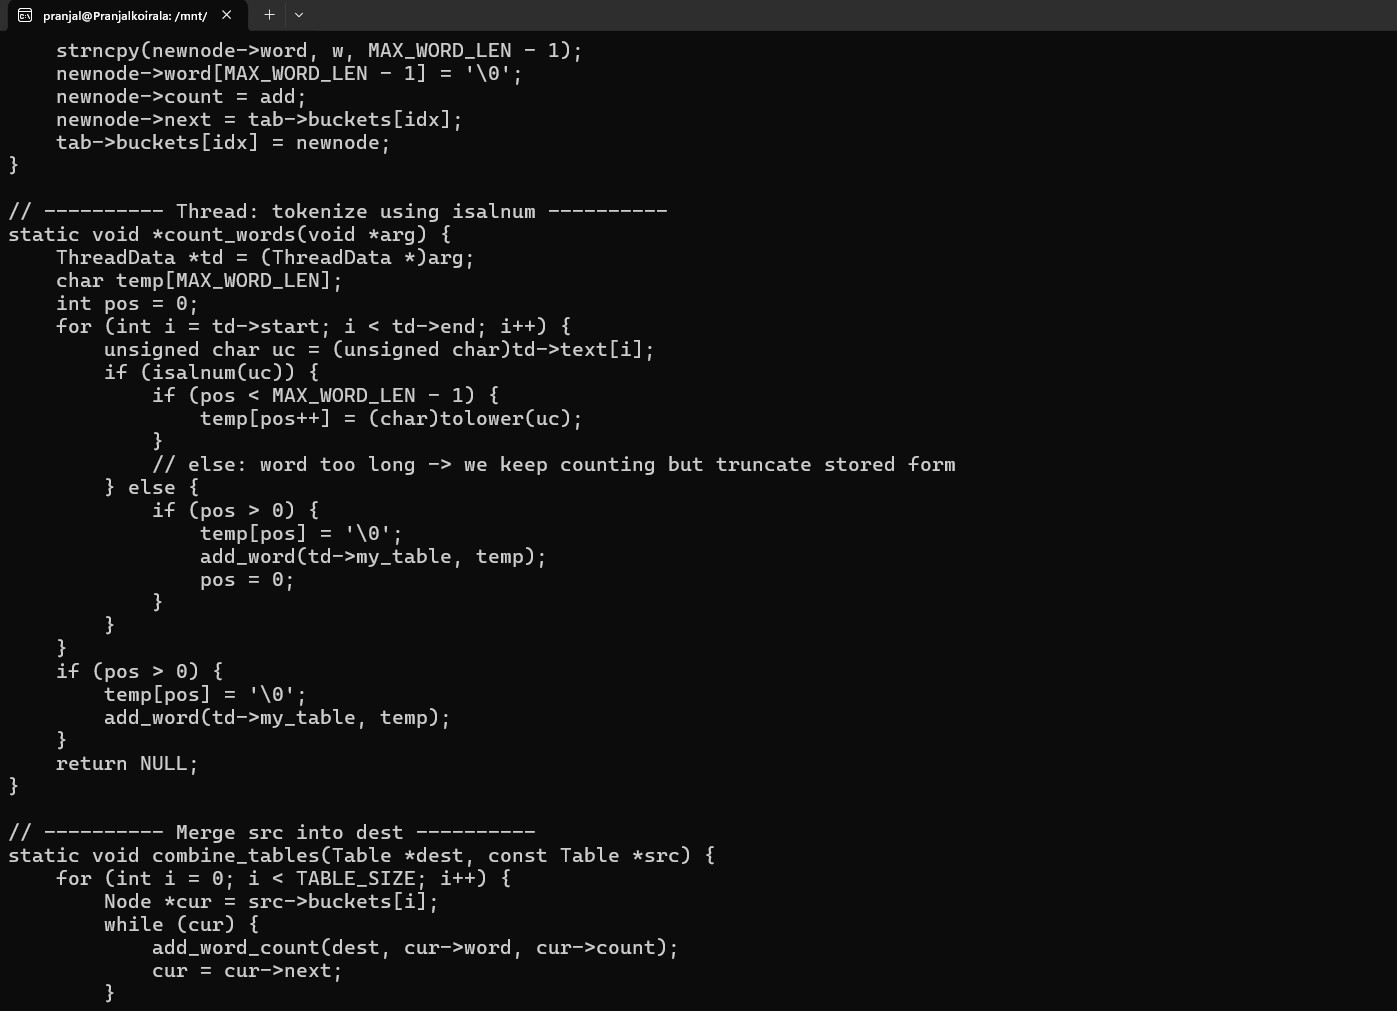 pranjal@Pranjalkoirala: /mnt/
    strncpy(newnode->word, w, MAX_WORD_LEN - 1);
    newnode->word[MAX_WORD_LEN - 1] = '\0';
    newnode->count = add;
    newnode->next = tab->buckets[idx];
    tab->buckets[idx] = newnode;
}

// ---------- Thread: tokenize using isalnum ----------
static void *count_words(void *arg) {
    ThreadData *td = (ThreadData *)arg;
    char temp[MAX_WORD_LEN];
    int pos = 0;
    for (int i = td->start; i < td->end; i++) {
        unsigned char uc = (unsigned char)td->text[i];
        if (isalnum(uc)) {
            if (pos < MAX_WORD_LEN - 1) {
                temp[pos++] = (char)tolower(uc);
            }
            // else: word too long -> we keep counting but truncate stored form
        } else {
            if (pos > 0) {
                temp[pos] = '\0';
                add_word(td->my_table, temp);
                pos = 0;
            }
        }
    }
    if (pos > 0) {
        temp[pos] = '\0';
        add_word(td->my_table, temp);
    }
    return NULL;
}

// ---------- Merge src into dest ----------
static void combine_tables(Table *dest, const Table *src) {
    for (int i = 0; i < TABLE_SIZE; i++) {
        Node *cur = src->buckets[i];
        while (cur) {
            add_word_count(dest, cur->word, cur->count);
            cur = cur->next;
        }